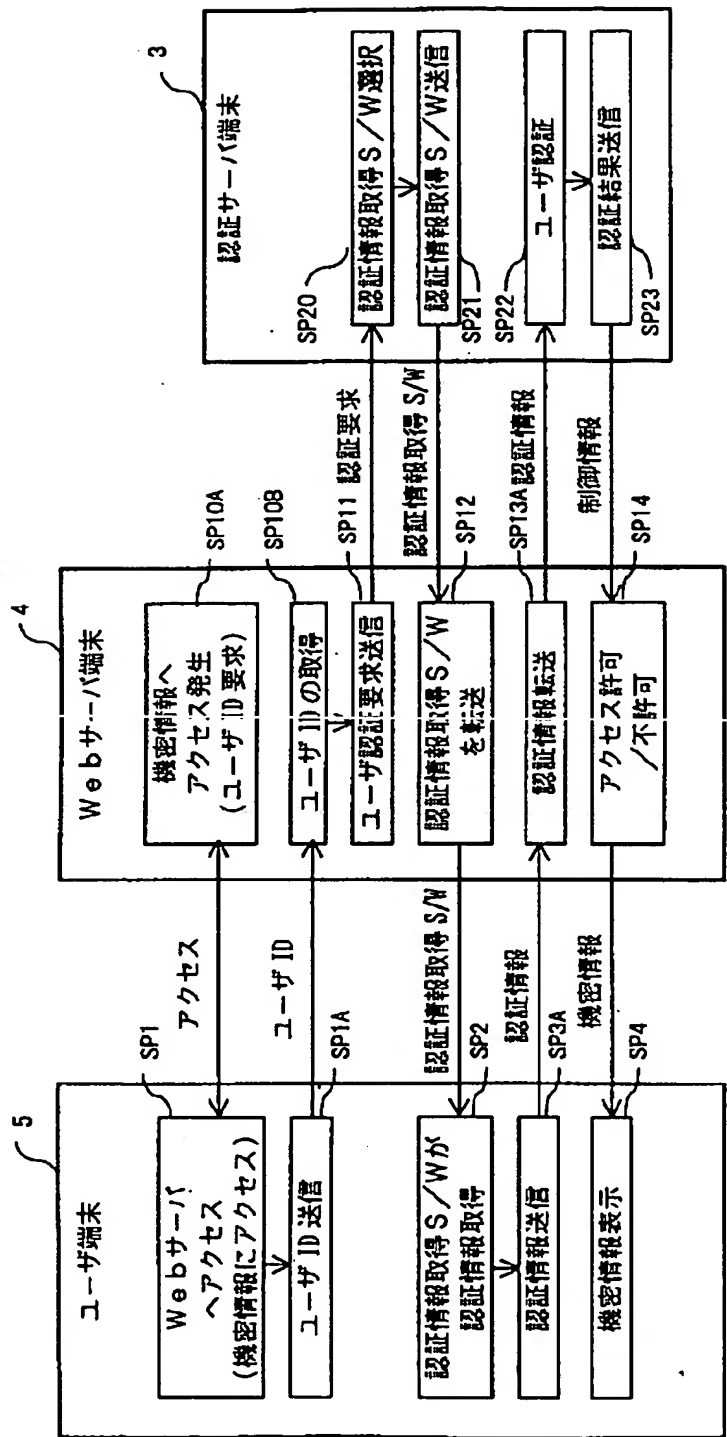 5
ユーザ端末
SP1
Webサーバ
へアクセス
(機密情報にアクセス)
ユーザID送信
SP1A
認証情報取得S/Wが
認証情報取得
SP2
認証情報送信
SP3A
機密情報表示
SP4
アクセス
ユーザID
認証情報取得S/W
認証情報
機密情報
4
Webサーバ端末
機密情報へ
アクセス発生
(ユーザID要求)
SP10A
ユーザIDの取得
SP10B
ユーザ認証要求送信
SP11
認証情報取得S/W
を転送
SP12
認証情報転送
SP13A
アクセス許可
/不許可
SP14
認証要求
認証情報取得S/W
認証情報
制御情報
3
認証サーバ端末
SP20
認証情報取得S/W選択
認証情報取得S/W送信
SP21
SP22
ユーザ認証
認証結果送信
SP23